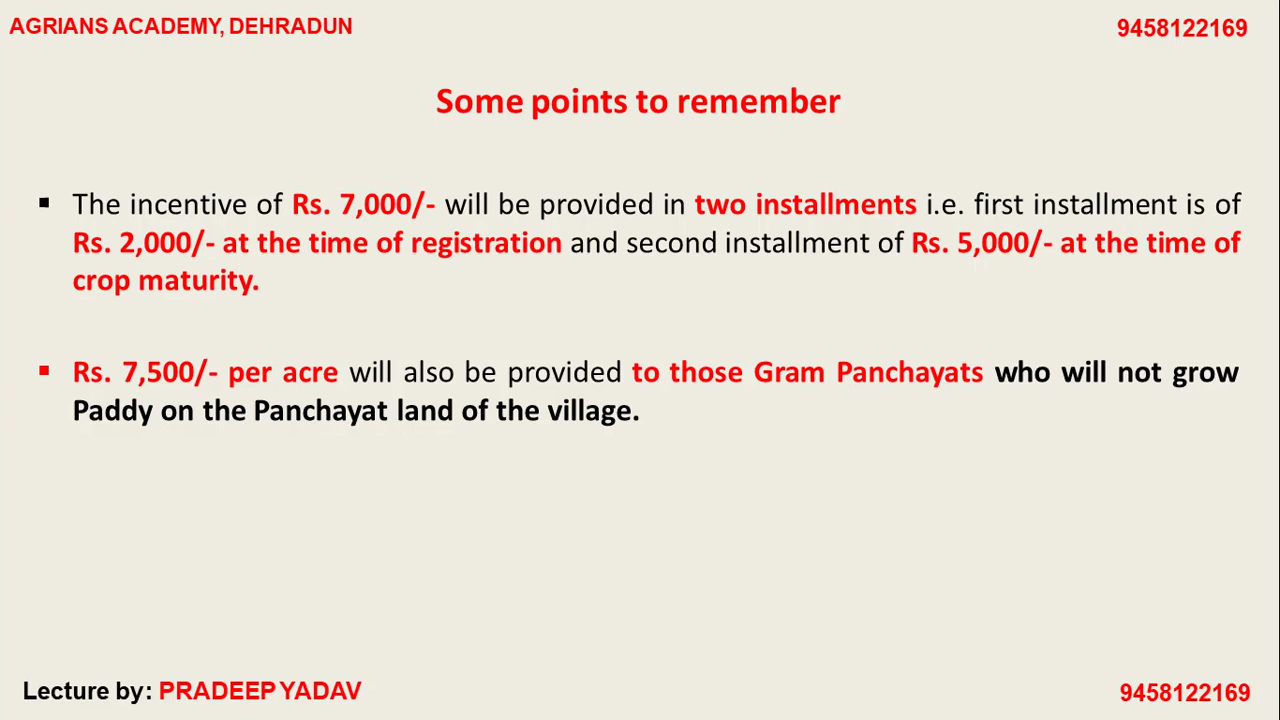 AGRIANS ACADEMY, DEHRADUN
9458122169
Some points to remember
▪ The incentive of Rs. 7,000/- will be provided in two installments i.e. first installment is of
Rs. 2,000/- at the time of registration and second installment of Rs. 5,000/- at the time of
crop maturity.
▪ Rs. 7,500/- per acre will also be provided to those Gram Panchayats who will not grow
Paddy on the Panchayat land of the village.
Lecture by: PRADEEP YADAV
9458122169